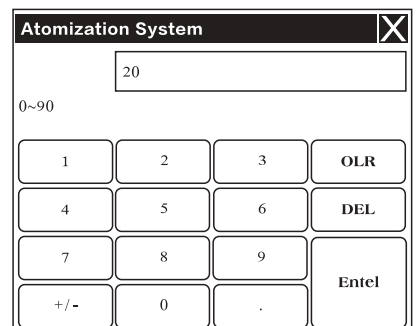 Atomization System X
20
0~90
1 2 3 OLR
4 5 6 DEL
7 8 9
Entel
+/- 0 .